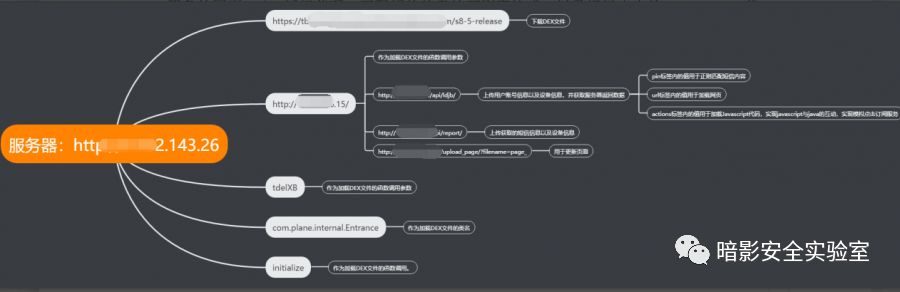 服务器：http 2.143.26
https://tb m/s8-5-release
下载DEX文件
http:// .15/
作为加载DEX文件的函数调用参数
http: /api/ldjb/
上传用户账号信息以及设备信息，并获取服务器返回数据
pin标签内的值用于正则匹配短信内容
url标签内的值用于加载网页
actions标签内的值用于加载Javascript代码，实现javascript与java的互动、实现模拟点击订阅服务
http: /report/
上传获取的短信信息以及设备信息
http: /upload_page/?filename=page_
用于更新页面
tdelXB
作为加载DEX文件的函数调用参数
com.plane.internal.Entrance
作为加载DEX文件的类名
initialize
作为加载DEX文件的函数调用。
暗影安全实验室